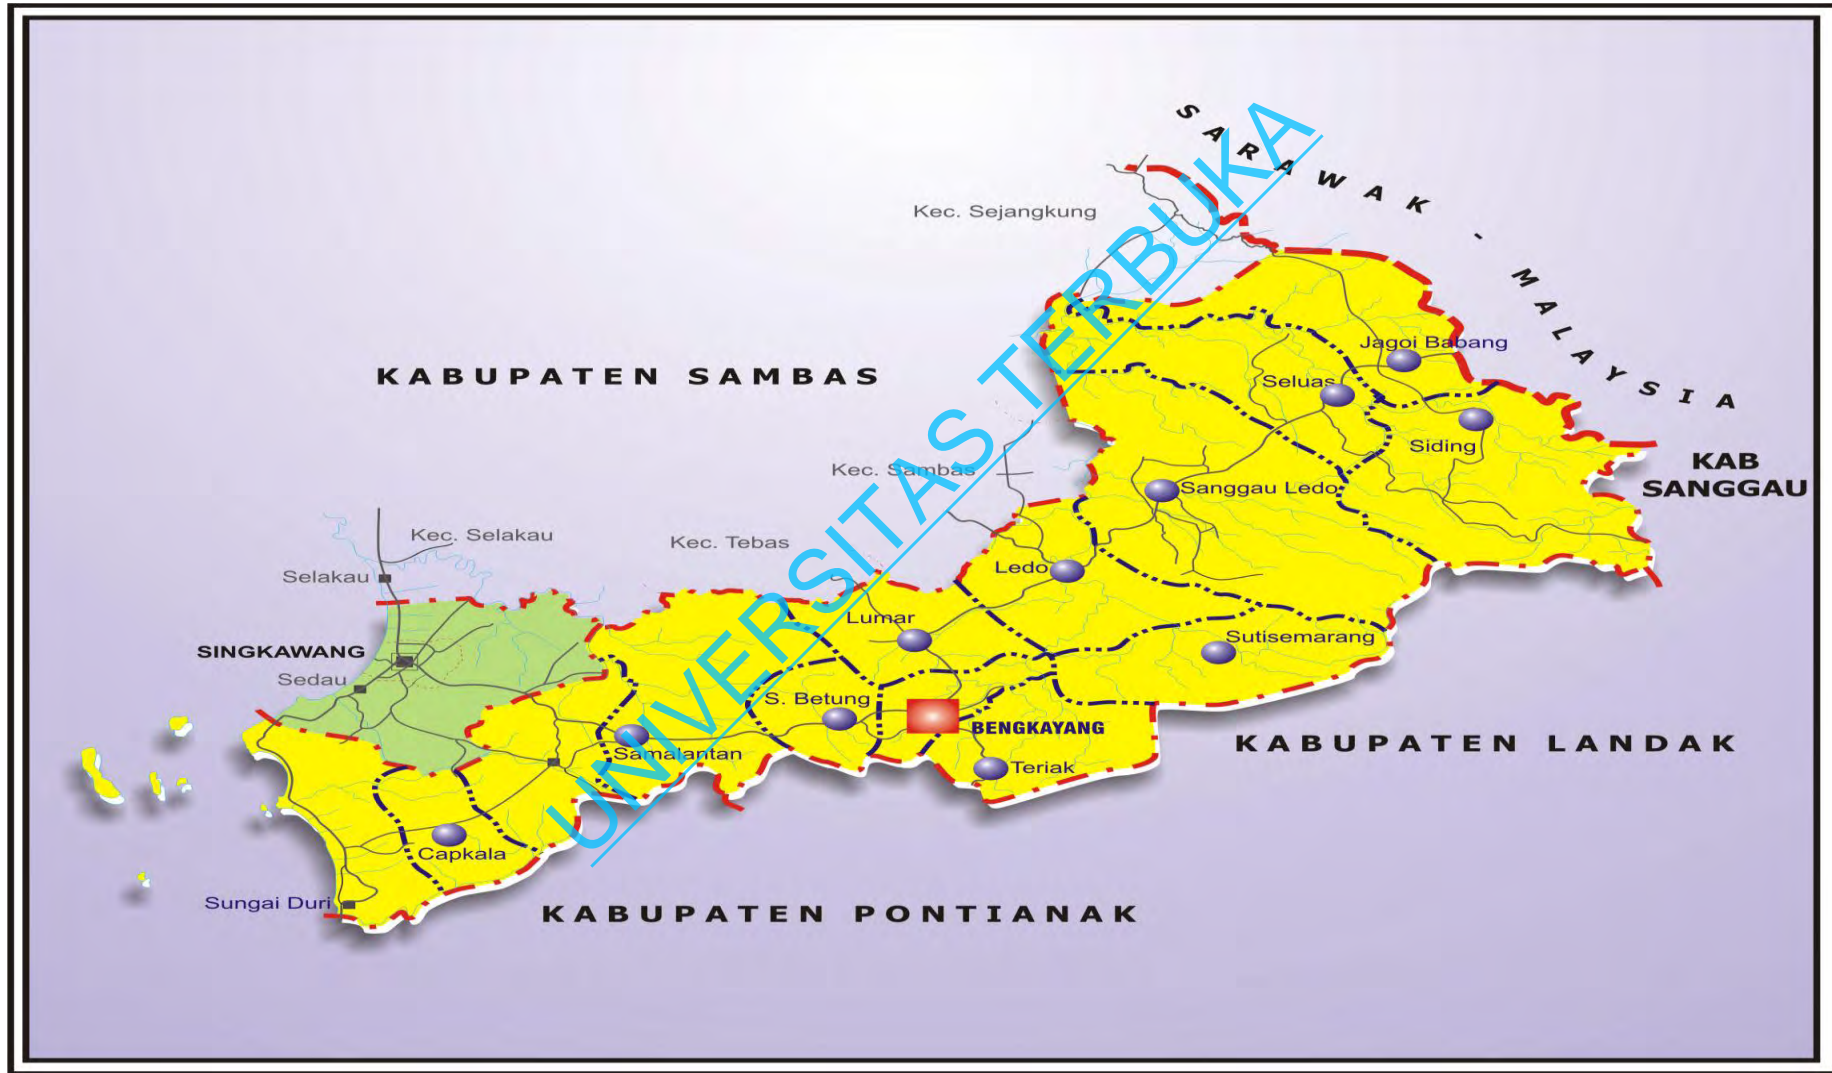 SARAWAK - MALAYSIA
Kec. Sejangkung
Jagoi Babang
KABUPATEN SAMBAS
Seluas
Siding
KAB
SANGGAU
Kec. Sambas
Sanggau Ledo
Kec. Selakau
Kec. Tebas
Selakau
Ledo
Lumar
Sutisemarang
SINGKAWANG
Sedau
S. Betung
BENGKAYANG
KABUPATEN LANDAK
Samalantan
Teriak
Capkala
Sungai Duri
KABUPATEN PONTIANAK
UNIVERSITAS TERBUKA